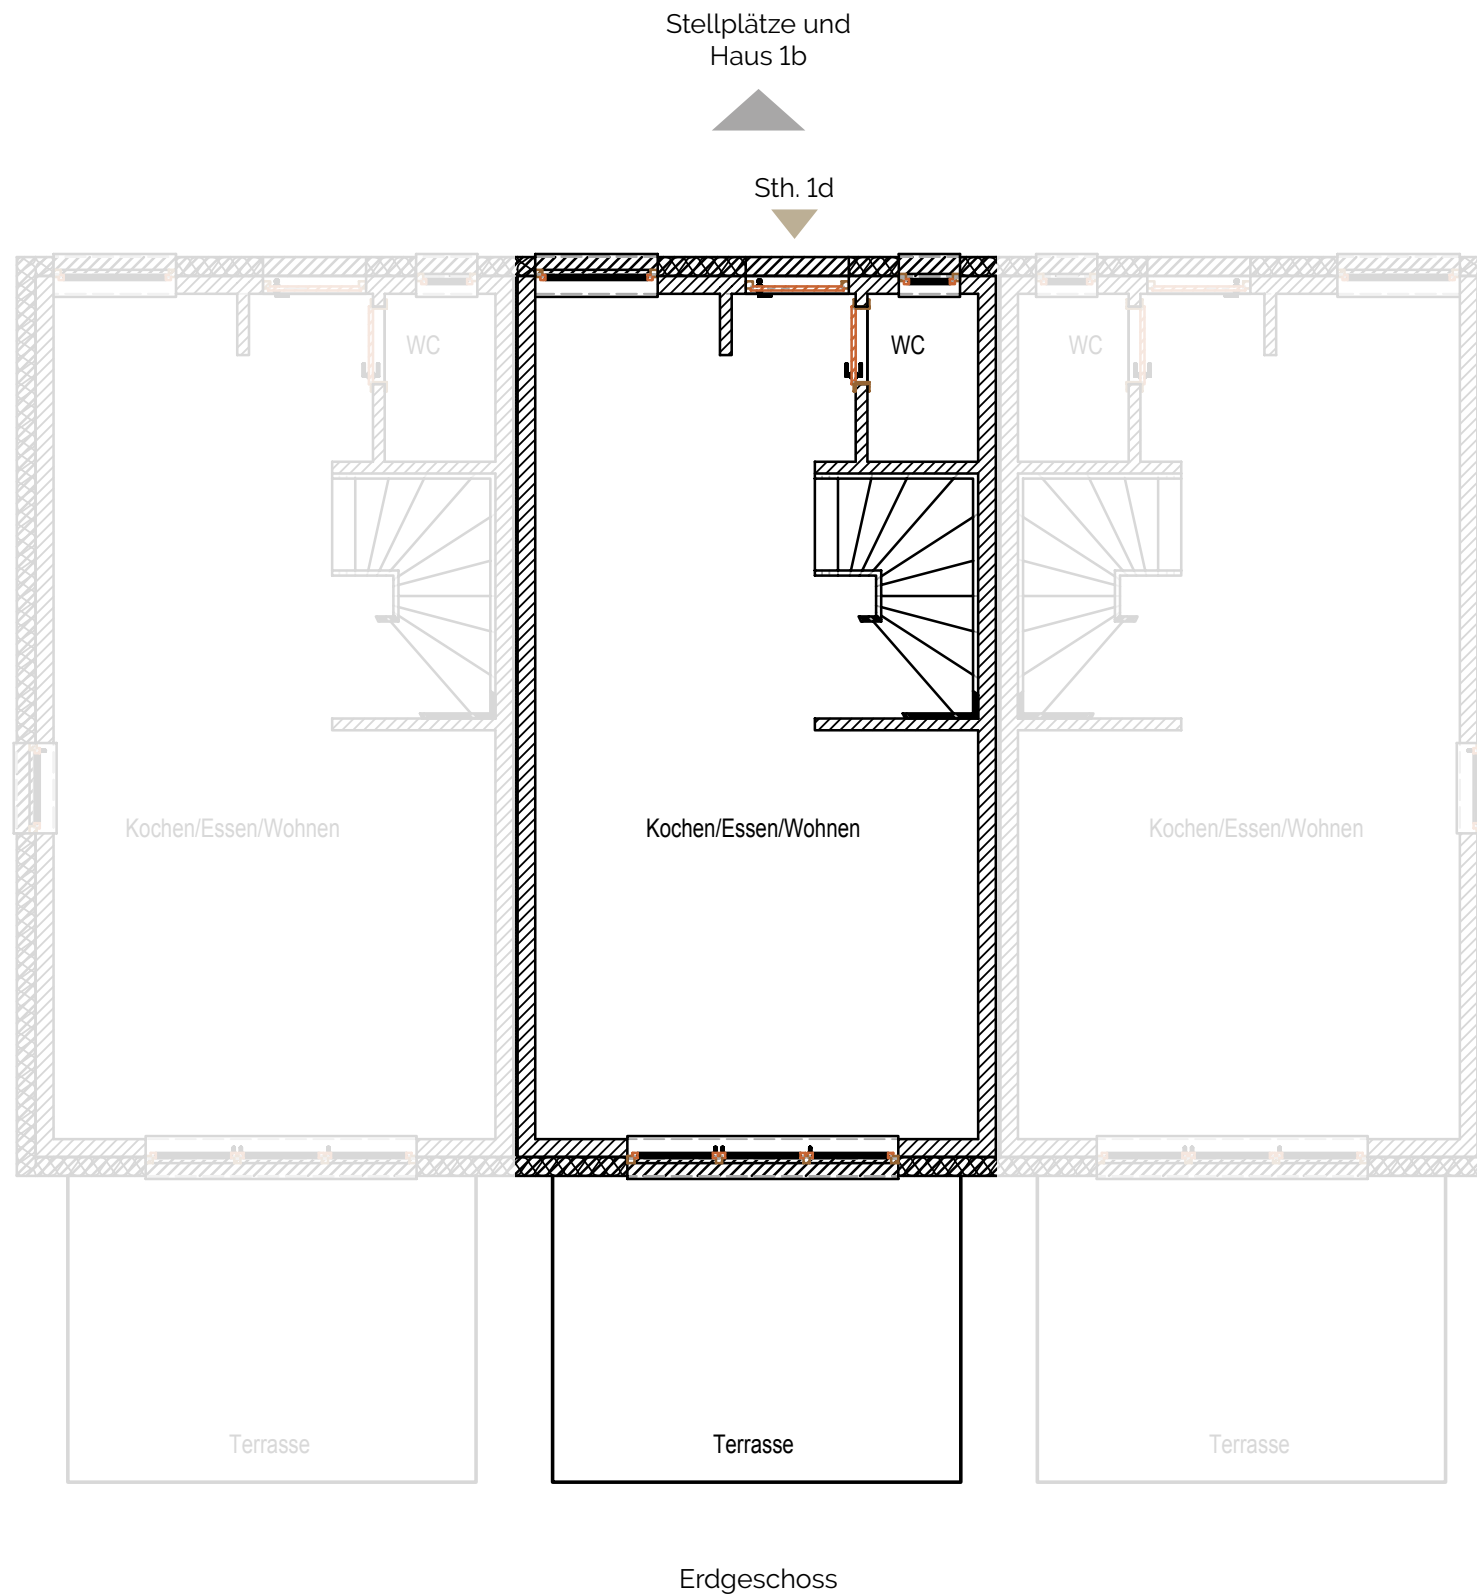 Stellplätze und
Haus 1b
Sth. 1d
WC
WC
WC
Kochen/Essen/Wohnen
Kochen/Essen/Wohnen
Kochen/Essen/Wohnen
Terrasse
Terrasse
Terrasse
Erdgeschoss